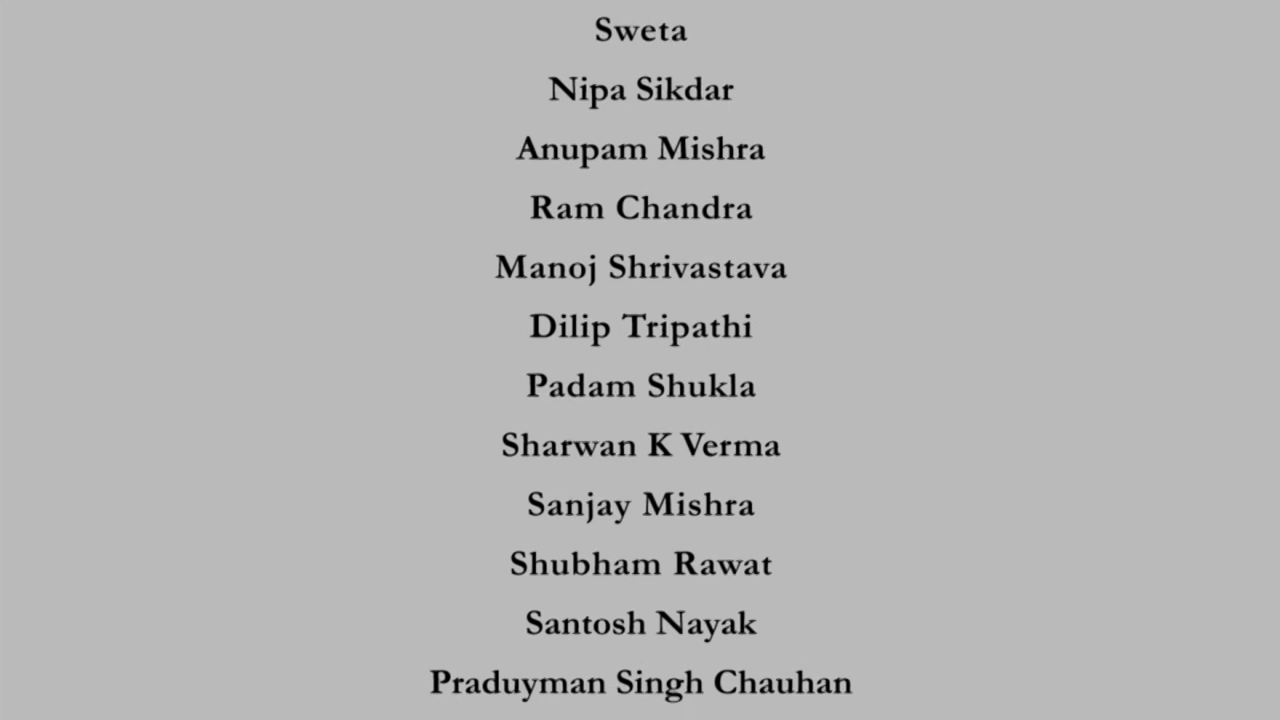 Sweta
Nipa Sikdar
Anupam Mishra
Ram Chandra
Manoj Shrivastava
Dilip Tripathi
Padam Shukla
Sharwan K Verma
Sanjay Mishra
Shubham Rawat
Santosh Nayak
Praduyman Singh Chauhan